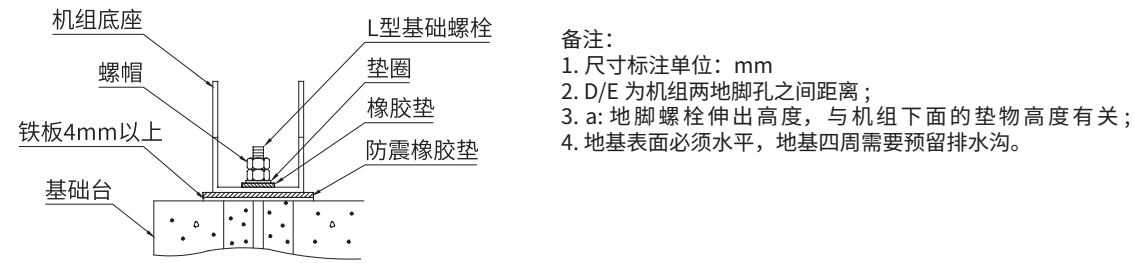 机组底座
L型基础螺栓
螺帽
垫圈
橡胶垫
铁板4mm以上
防震橡胶垫
基础台
备注：
1. 尺寸标注单位：mm
2. D/E 为机组两地脚孔之间距离；
3. a: 地脚螺栓伸出高度，与机组下面的垫物高度有关；
4. 地基表面必须水平，地基四周需要预留排水沟。